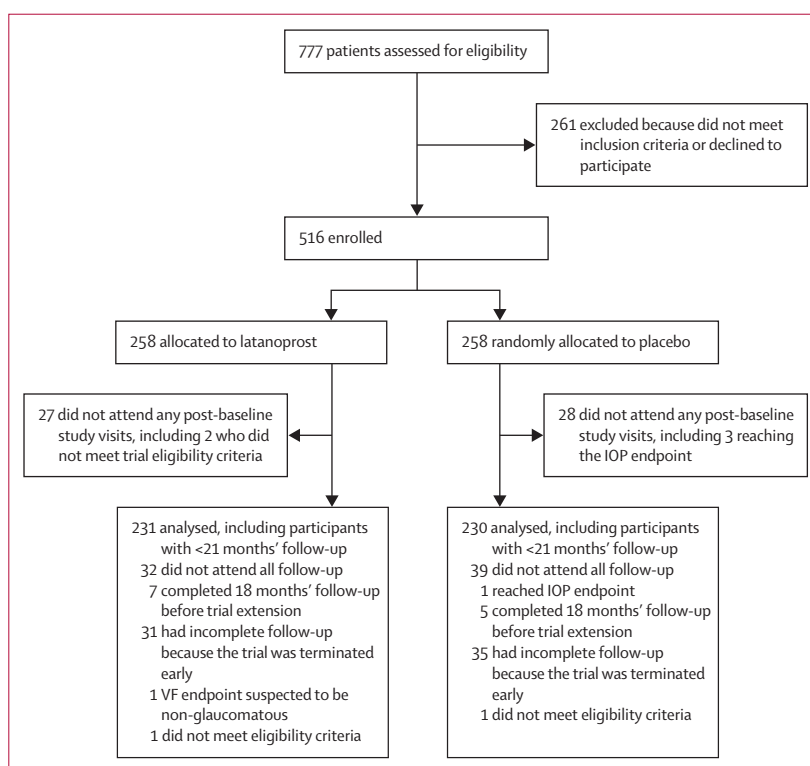 777 patients assessed for eligibility
261 excluded because did not meet
inclusion criteria or declined to
participate
516 enrolled
258 allocated to latanoprost
258 randomly allocated to placebo
27 did not attend any post-baseline
study visits, including 2 who did
not meet trial eligibility criteria
28 did not attend any post-baseline
study visits, including 3 reaching
the IOP endpoint
231 analysed, including participants
with <21 months’ follow-up
32 did not attend all follow-up
7 completed 18 months’ follow-up
before trial extension
31 had incomplete follow-up
because the trial was terminated
early
1 VF endpoint suspected to be
non-glaucomatous
1 did not meet eligibility criteria
230 analysed, including participants
with <21 months’ follow-up
39 did not attend all follow-up
1 reached IOP endpoint
5 completed 18 months’ follow-up
before trial extension
35 had incomplete follow-up
because the trial was terminated
early
1 did not meet eligibility criteria